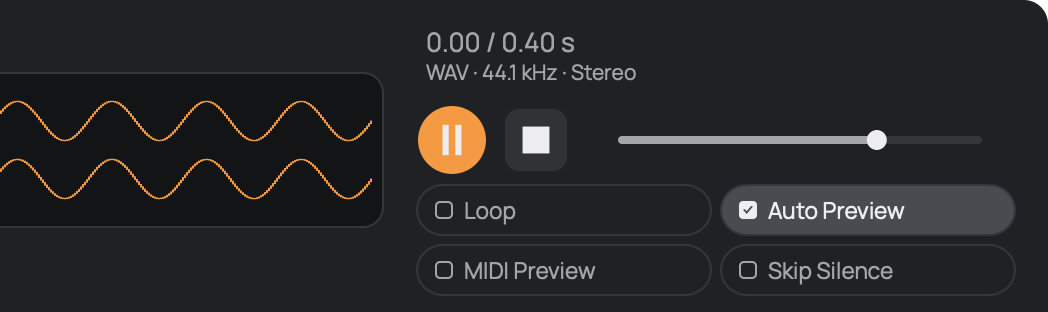 0.00 / 0.40 s
WAV · 44.1 kHz · Stereo
Loop
Auto Preview
MIDI Preview
Skip Silence